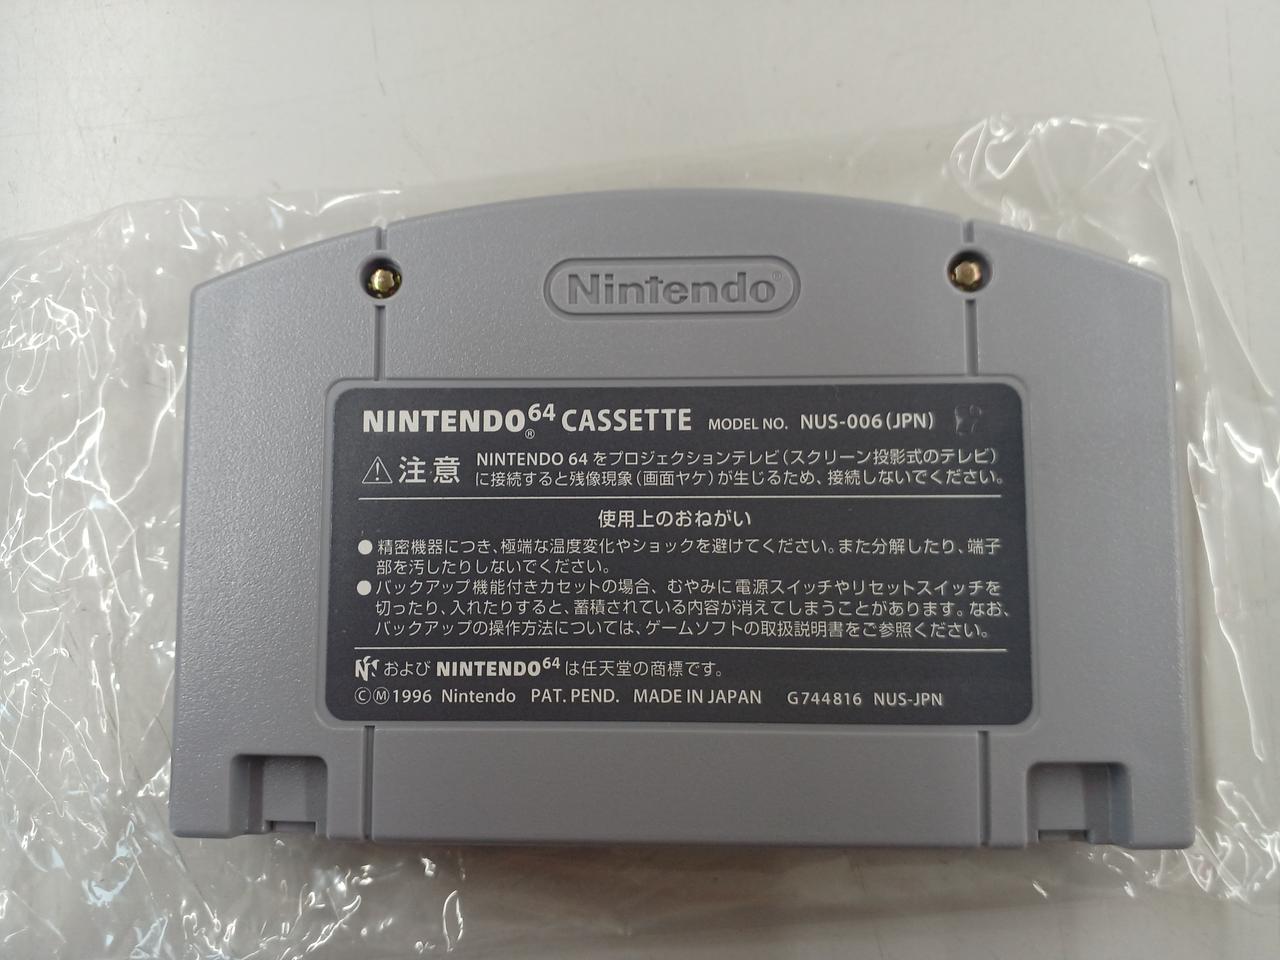 Nintendo®
NINTENDO64® CASSETTE MODEL NO. NUS-006(JPN)
注意 NINTENDO 64 をプロジェクションテレビ(スクリーン投影式のテレビ)
に接続すると残像現象(画面ヤケ)が生じるため、接続しないでください。
使用上のおねがい
●精密機器につき、極端な温度変化やショックを避けてください。また分解したり、端子
部を汚したりしないでください。
●バックアップ機能付きカセットの場合、むやみに電源スイッチやリセットスイッチを
切ったり、入れたりすると、蓄積されている内容が消えてしまうことがあります。なお、
バックアップの操作方法については、ゲームソフトの取扱説明書をご参照ください。
および NINTENDO64 は任天堂の商標です。
ⒸⓂ1996 Nintendo PAT. PEND. MADE IN JAPAN G744816 NUS-JPN